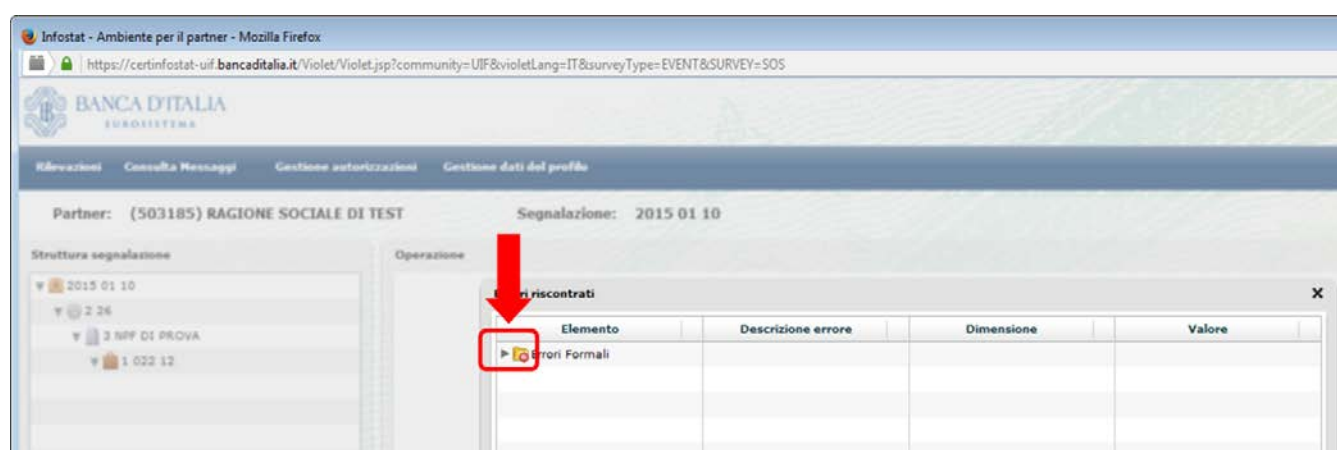 Infostat - Ambiente per il partner - Mozilla Firefox
https://certinfostat-uif.bancaditalia.it/Violet/Violet.jsp?community=UIF&violetLang=IT&surveyType=EVENT&SURVEY=SOS
BANCA D'ITALIA
EUROSISTEMA
Rilevazioni Consulta Messaggi Gestione autorizzazioni Gestione dati del profilo
Partner: (503185) RAGIONE SOCIALE DI TEST Segnalazione: 2015 01 10
Struttura segnalazione Operazione
2015 01 10
riscontrati X
2 26
Elemento Descrizione errore Dimensione Valore
3 NPF DI PROVA
Errori Formali
1 022 12